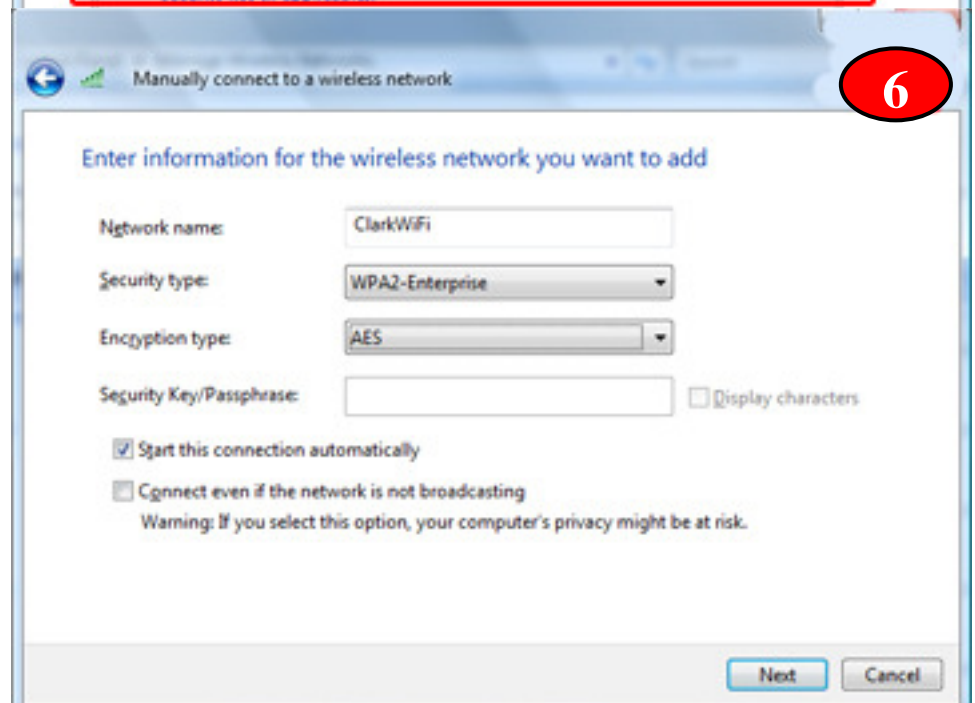 Manually connect to a wireless network
6
Enter information for the wireless network you want to add
Network name: ClarkWiFi
Security type: WPA2-Enterprise
Encryption type: AES
Security Key/Passphrase: Display characters
Start this connection automatically
Connect even if the network is not broadcasting
Warning: If you select this option, your computer's privacy might be at risk.
Next Cancel